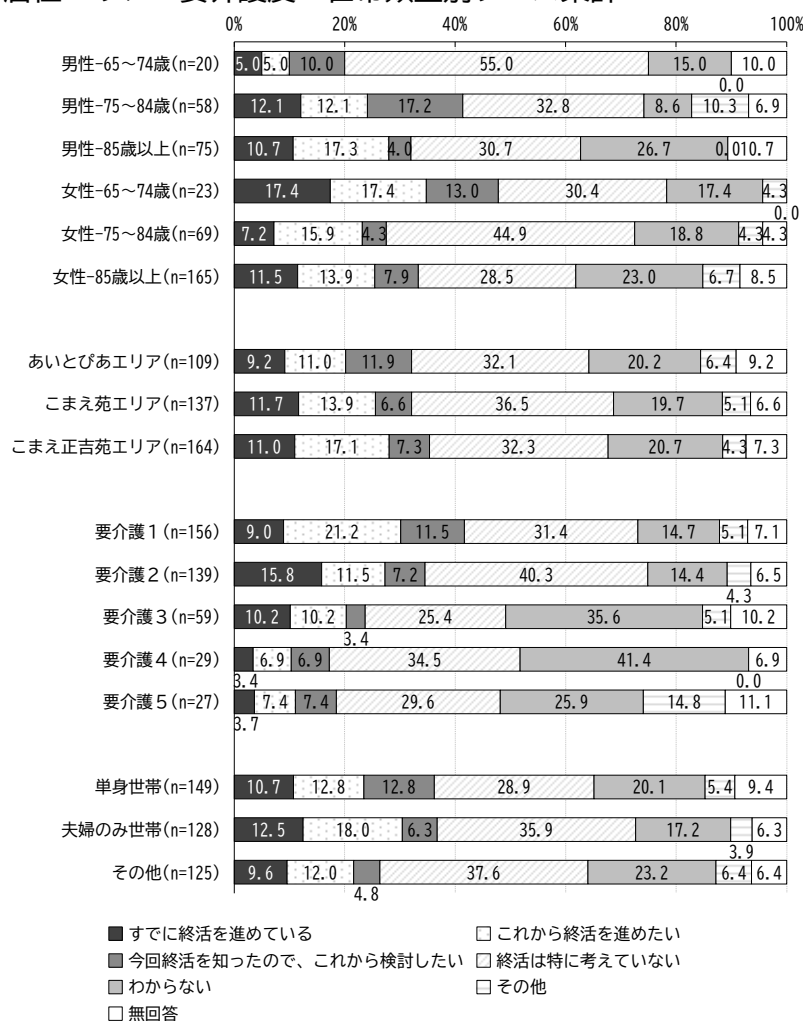 0% 20% 40% 60% 80% 100%
男性-65～74歳(n=20) 5.0 5.0 10.0 55.0 15.0 10.0
0.0
男性-75～84歳(n=58) 12.1 12.1 17.2 32.8 8.6 10.3 6.9
男性-85歳以上(n=75) 10.7 17.3 4.0 30.7 26.7 0.0 10.7
女性-65～74歳(n=23) 17.4 17.4 13.0 30.4 17.4 4.3
0.0
女性-75～84歳(n=69) 7.2 15.9 4.3 44.9 18.8 4.3 4.3
女性-85歳以上(n=165) 11.5 13.9 7.9 28.5 23.0 6.7 8.5
あいとぴあエリア(n=109) 9.2 11.0 11.9 32.1 20.2 6.4 9.2
こまえ苑エリア(n=137) 11.7 13.9 6.6 36.5 19.7 5.1 6.6
こまえ正吉苑エリア(n=164) 11.0 17.1 7.3 32.3 20.7 4.3 7.3
要介護１(n=156) 9.0 21.2 11.5 31.4 14.7 5.1 7.1
要介護２(n=139) 15.8 11.5 7.2 40.3 14.4 6.5
4.3
要介護３(n=59) 10.2 10.2 25.4 35.6 5.1 10.2
3.4
要介護４(n=29) 6.9 6.9 34.5 41.4 6.9
3.4 0.0
要介護５(n=27) 7.4 7.4 29.6 25.9 14.8 11.1
3.7
単身世帯(n=149) 10.7 12.8 12.8 28.9 20.1 5.4 9.4
夫婦のみ世帯(n=128) 12.5 18.0 6.3 35.9 17.2 6.3
3.9
その他(n=125) 9.6 12.0 37.6 23.2 6.4 6.4
4.8
すでに終活を進めている これから終活を進めたい
今回終活を知ったので、これから検討したい 終活は特に考えていない
わからない その他
無回答